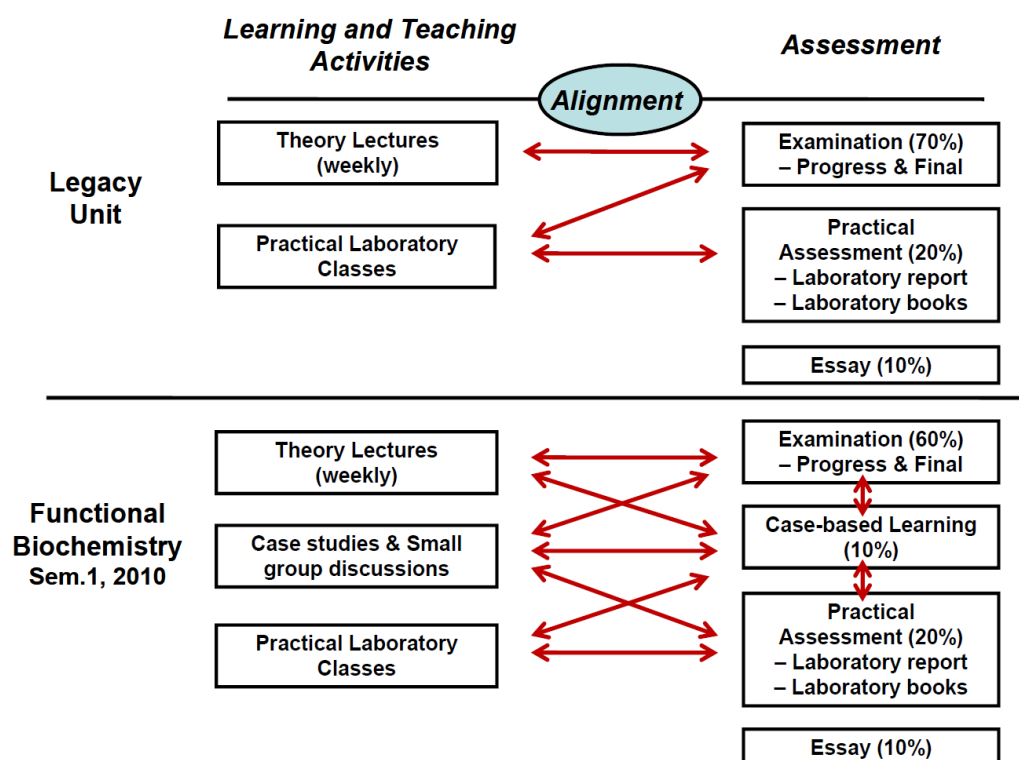 Learning and Teaching
Activities
Assessment
Alignment
Legacy
Unit
Theory Lectures
(weekly)
Practical Laboratory
Classes
Examination (70%)
– Progress & Final
Practical
Assessment (20%)
– Laboratory report
– Laboratory books
Essay (10%)
Functional
Biochemistry
Sem.1, 2010
Theory Lectures
(weekly)
Case studies & Small
group discussions
Practical Laboratory
Classes
Examination (60%)
– Progress & Final
Case-based Learning
(10%)
Practical
Assessment (20%)
– Laboratory report
– Laboratory books
Essay (10%)